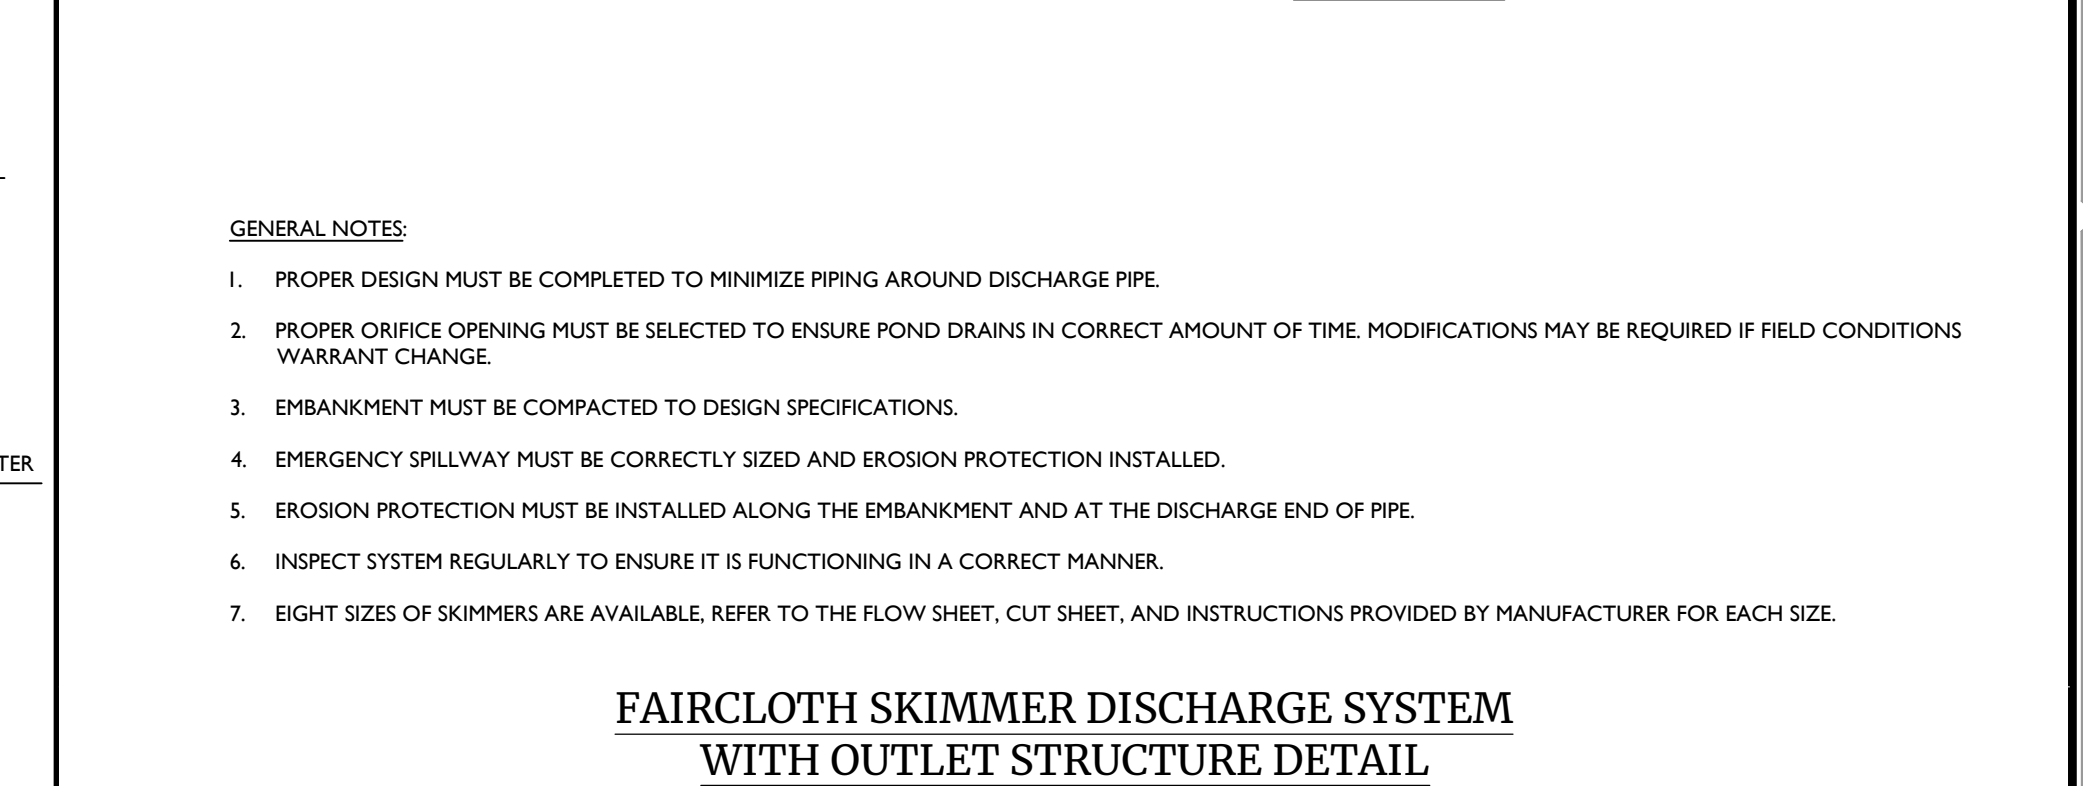 GENERAL NOTES:
1. PROPER DESIGN MUST BE COMPLETED TO MINIMIZE PIPING AROUND DISCHARGE PIPE.
2. PROPER ORIFICE OPENING MUST BE SELECTED TO ENSURE POND DRAINS IN CORRECT AMOUNT OF TIME. MODIFICATIONS MAY BE REQUIRED IF FIELD CONDITIONS
WARRANT CHANGE.
3. EMBANKMENT MUST BE COMPACTED TO DESIGN SPECIFICATIONS.
TER
4. EMERGENCY SPILLWAY MUST BE CORRECTLY SIZED AND EROSION PROTECTION INSTALLED.
5. EROSION PROTECTION MUST BE INSTALLED ALONG THE EMBANKMENT AND AT THE DISCHARGE END OF PIPE.
6. INSPECT SYSTEM REGULARLY TO ENSURE IT IS FUNCTIONING IN A CORRECT MANNER.
7. EIGHT SIZES OF SKIMMERS ARE AVAILABLE, REFER TO THE FLOW SHEET, CUT SHEET, AND INSTRUCTIONS PROVIDED BY MANUFACTURER FOR EACH SIZE.
FAIRCLOTH SKIMMER DISCHARGE SYSTEM
WITH OUTLET STRUCTURE DETAIL